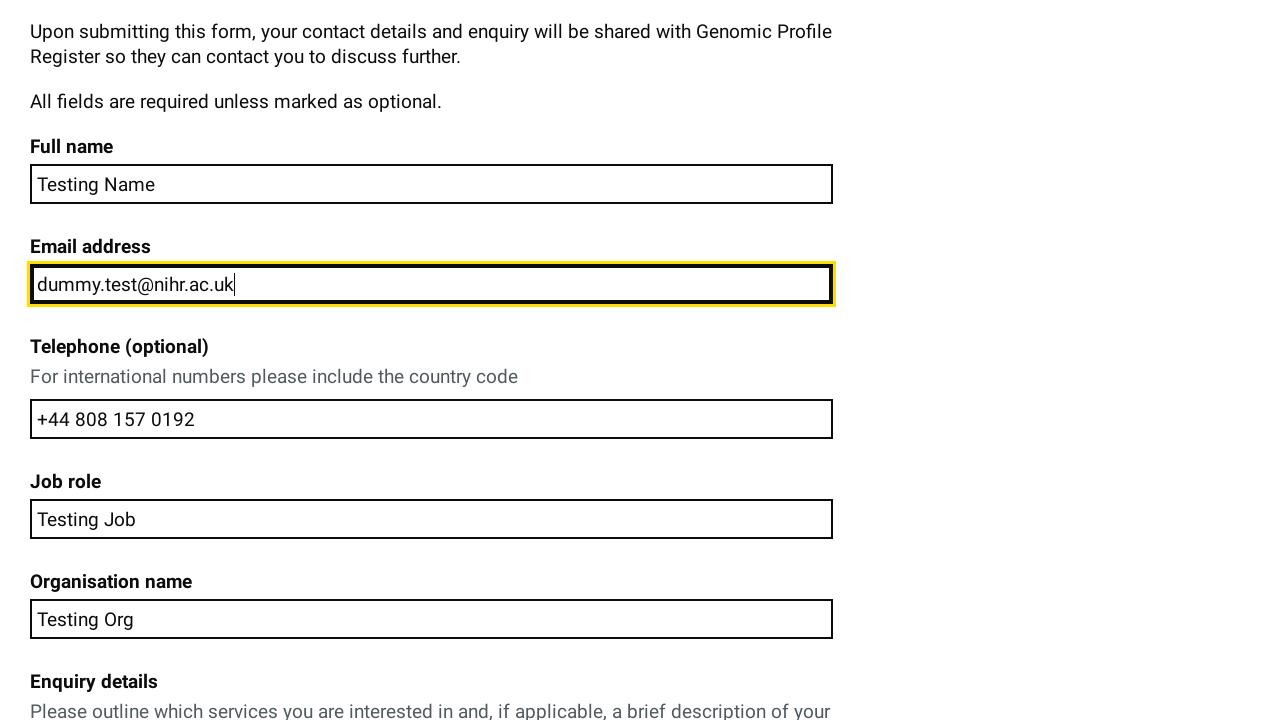 Upon submitting this form, your contact details and enquiry will be shared with Genomic Profile
Register so they can contact you to discuss further.
All fields are required unless marked as optional.
Full name
Testing Name
Email address
dummy.test@nihr.ac.uk
Telephone (optional)
For international numbers please include the country code
+44 808 157 0192
Job role
Testing Job
Organisation name
Testing Org
Enquiry details
Please outline which services you are interested in and, if applicable, a brief description of your